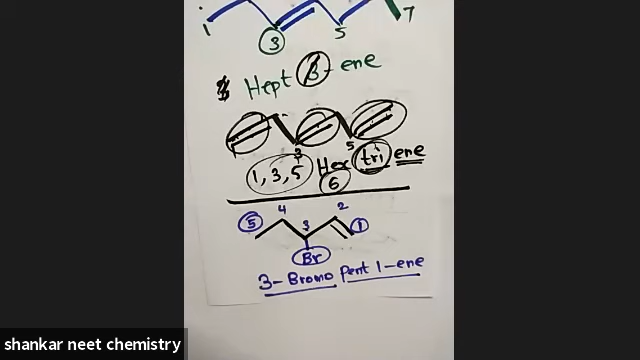 1 3 5 7
Hept 3-ene
3 5
1,3,5 Hex tri ene
6
5 4 3 2 1
Br
3-Bromo pent 1-ene
shankar neet chemistry